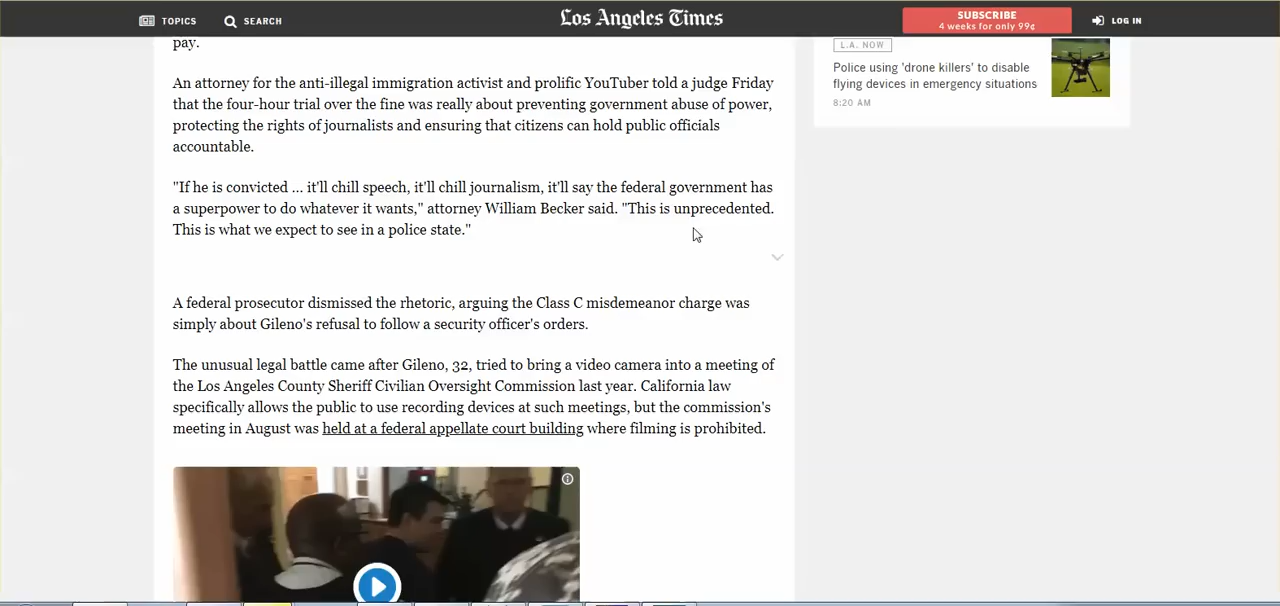 TOPICS
SEARCH
Los Angeles Times
SUBSCRIBE
4 weeks for only 99¢
LOG IN
pay.
An attorney for the anti-illegal immigration activist and prolific YouTuber told a judge Friday
that the four-hour trial over the fine was really about preventing government abuse of power,
protecting the rights of journalists and ensuring that citizens can hold public officials
accountable.
"If he is convicted ... it'll chill speech, it'll chill journalism, it'll say the federal government has
a superpower to do whatever it wants," attorney William Becker said. "This is unprecedented.
This is what we expect to see in a police state."
A federal prosecutor dismissed the rhetoric, arguing the Class C misdemeanor charge was
simply about Gileno's refusal to follow a security officer's orders.
The unusual legal battle came after Gileno, 32, tried to bring a video camera into a meeting of
the Los Angeles County Sheriff Civilian Oversight Commission last year. California law
specifically allows the public to use recording devices at such meetings, but the commission's
meeting in August was held at a federal appellate court building where filming is prohibited.
L.A. NOW
Police using 'drone killers' to disable
flying devices in emergency situations
8:20 AM